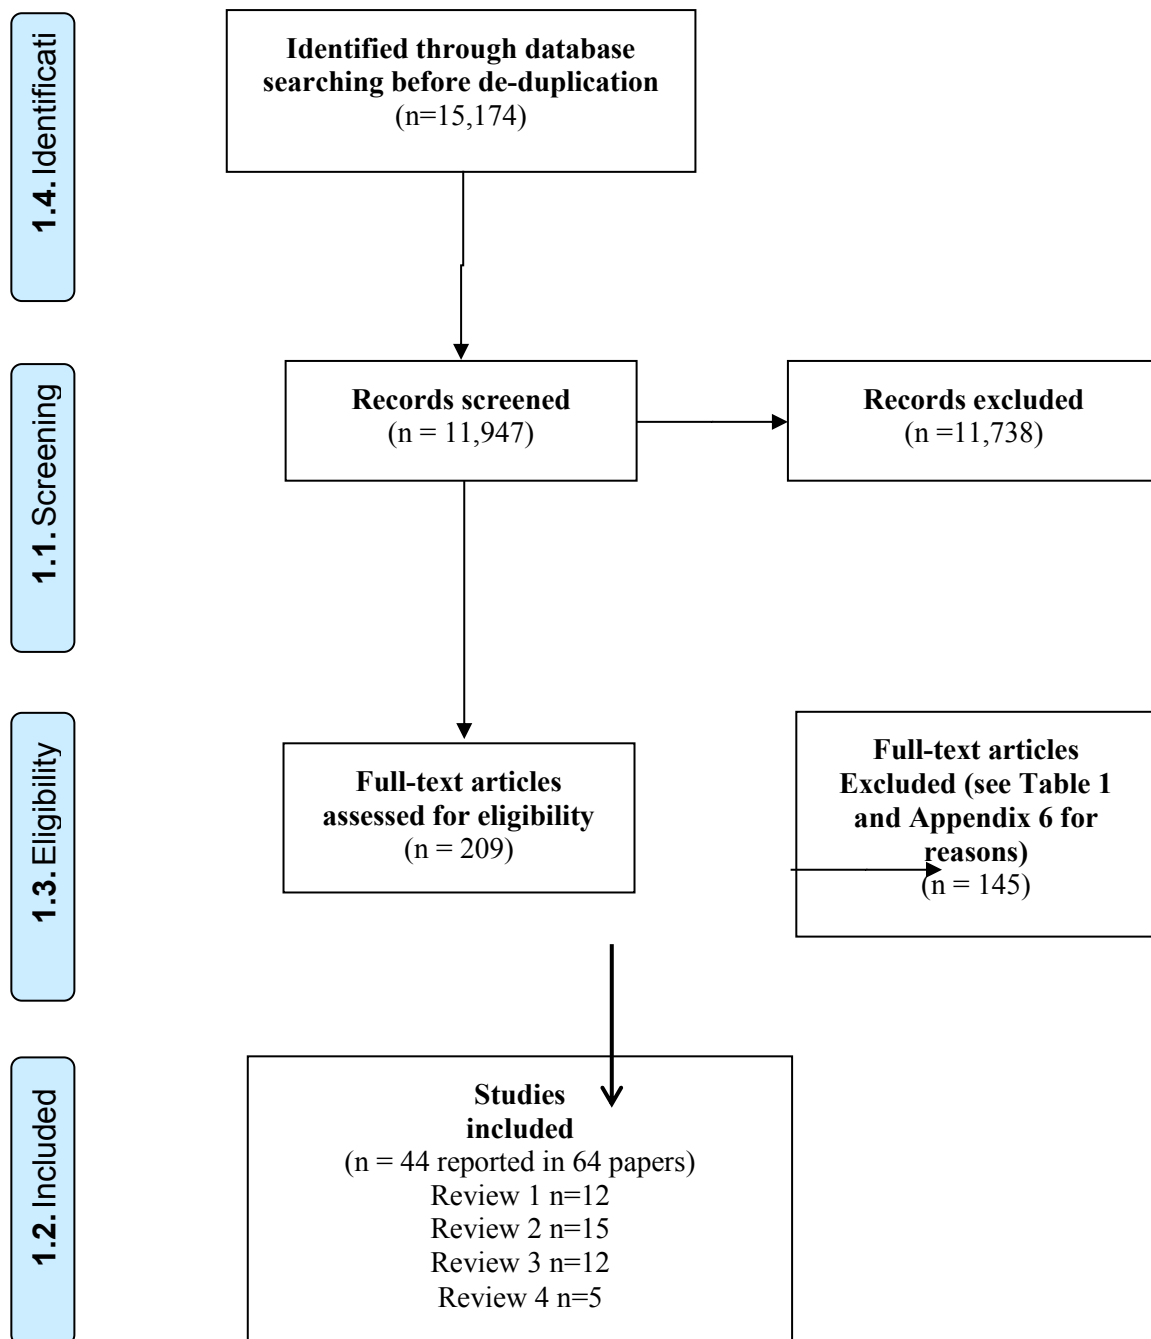 1.4. Identificati
Identified through database
searching before de-duplication
(n=15,174)
1.1. Screening
Records screened
(n = 11,947)
Records excluded
(n =11,738)
1.3. Eligibility
Full-text articles
assessed for eligibility
(n = 209)
Full-text articles
Excluded (see Table 1
and Appendix 6 for
reasons)
(n = 145)
1.2. Included
Studies
included
(n = 44 reported in 64 papers)
Review 1 n=12
Review 2 n=15
Review 3 n=12
Review 4 n=5